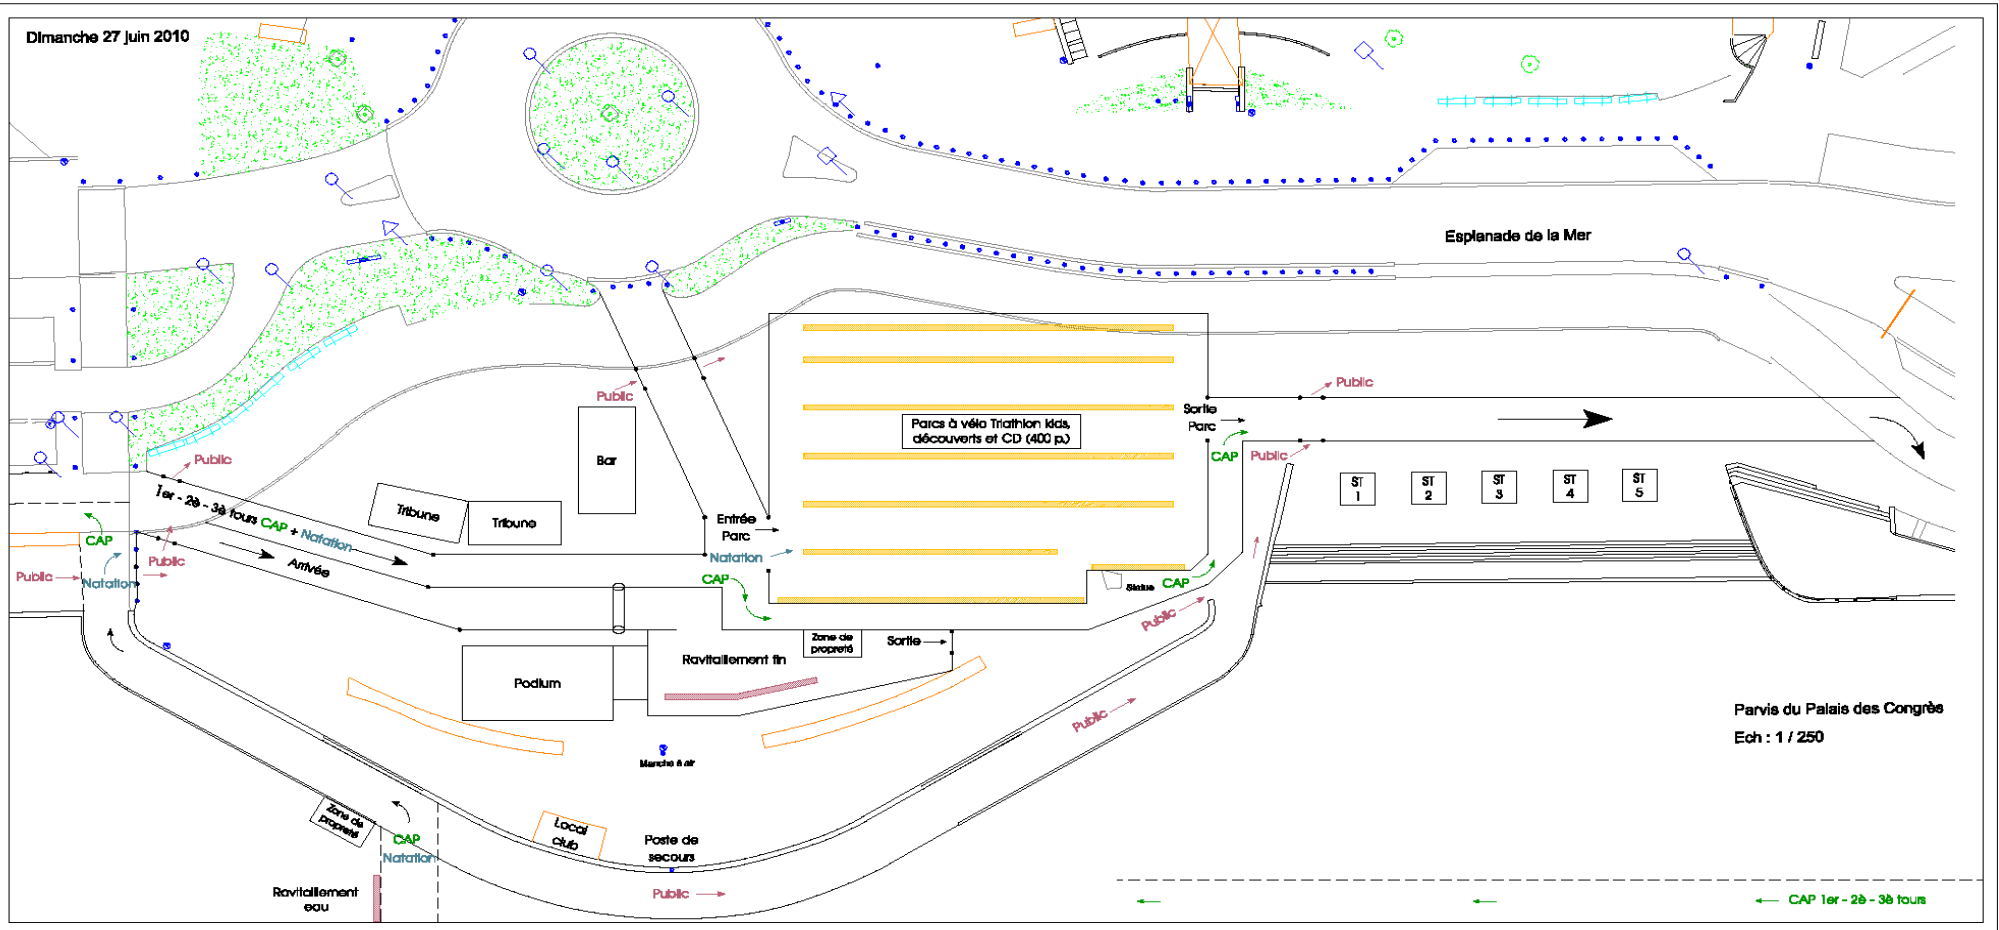 Dimanche 27 juin 2010
Esplanade de la Mer
Public
Public
Sortie
Parc
CAP
Public
Parcs à vélo Triathlon kids,
découverts et CD (400 p.)
Bar
Public
1er - 2è - 3è tours CAP + Natation
Arrivée
Tribune
Tribune
ST
1
ST
2
ST
3
ST
4
ST
5
Entrée
Parc
Natation
CAP
CAP
Public
Public
Natation
Statue
CAP
Public
Zone de
propreté
Sortie
Ravitaillement fin
Podium
Public
Parvis du Palais des Congrès
Ech : 1 / 250
Manche à air
Zone de
propreté
Local
club
Poste de
secours
CAP
Natation
Ravitaillement
eau
Public
CAP 1er - 2è - 3è tours